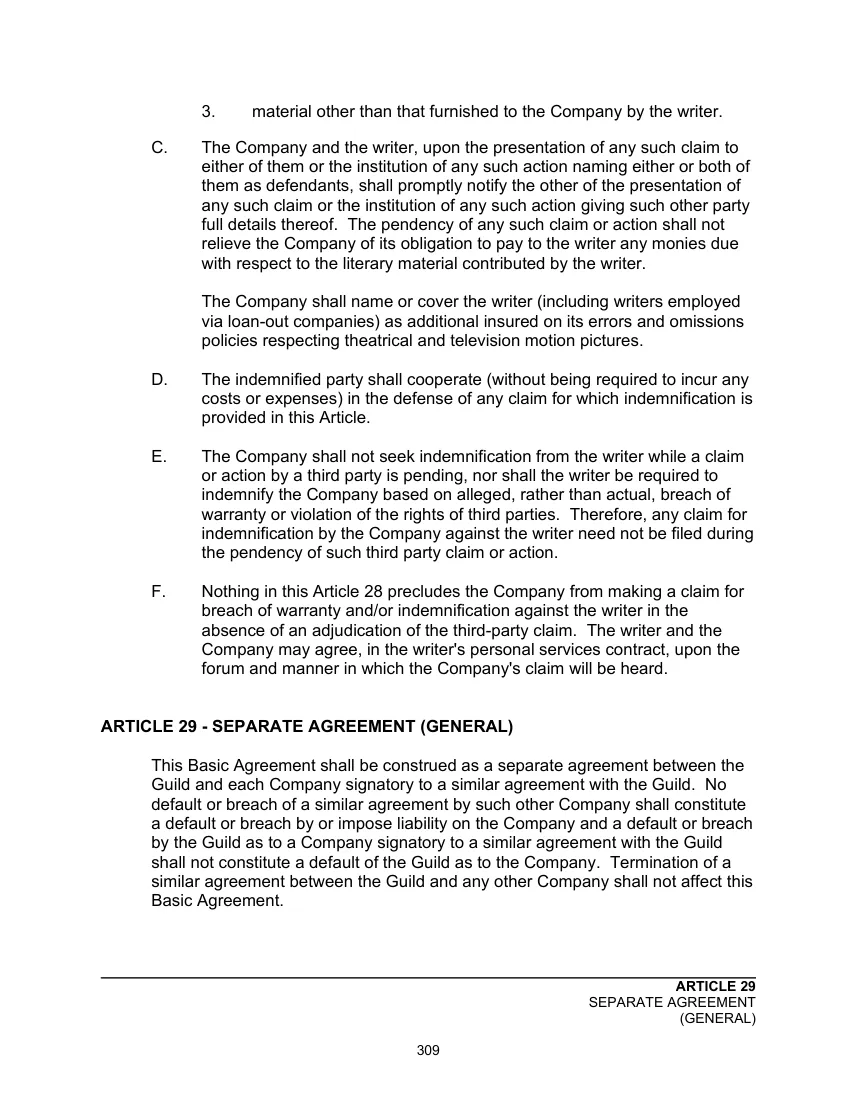 3. material other than that furnished to the Company by the writer.
C. The Company and the writer, upon the presentation of any such claim to
either of them or the institution of any such action naming either or both of
them as defendants, shall promptly notify the other of the presentation of
any such claim or the institution of any such action giving such other party
full details thereof. The pendency of any such claim or action shall not
relieve the Company of its obligation to pay to the writer any monies due
with respect to the literary material contributed by the writer.
The Company shall name or cover the writer (including writers employed
via loan-out companies) as additional insured on its errors and omissions
policies respecting theatrical and television motion pictures.
D. The indemnified party shall cooperate (without being required to incur any
costs or expenses) in the defense of any claim for which indemnification is
provided in this Article.
E. The Company shall not seek indemnification from the writer while a claim
or action by a third party is pending, nor shall the writer be required to
indemnify the Company based on alleged, rather than actual, breach of
warranty or violation of the rights of third parties. Therefore, any claim for
indemnification by the Company against the writer need not be filed during
the pendency of such third party claim or action.
F. Nothing in this Article 28 precludes the Company from making a claim for
breach of warranty and/or indemnification against the writer in the
absence of an adjudication of the third-party claim. The writer and the
Company may agree, in the writer's personal services contract, upon the
forum and manner in which the Company's claim will be heard.
ARTICLE 29 - SEPARATE AGREEMENT (GENERAL)
This Basic Agreement shall be construed as a separate agreement between the
Guild and each Company signatory to a similar agreement with the Guild. No
default or breach of a similar agreement by such other Company shall constitute
a default or breach by or impose liability on the Company and a default or breach
by the Guild as to a Company signatory to a similar agreement with the Guild
shall not constitute a default of the Guild as to the Company. Termination of a
similar agreement between the Guild and any other Company shall not affect this
Basic Agreement.
ARTICLE 29
SEPARATE AGREEMENT
(GENERAL)
309